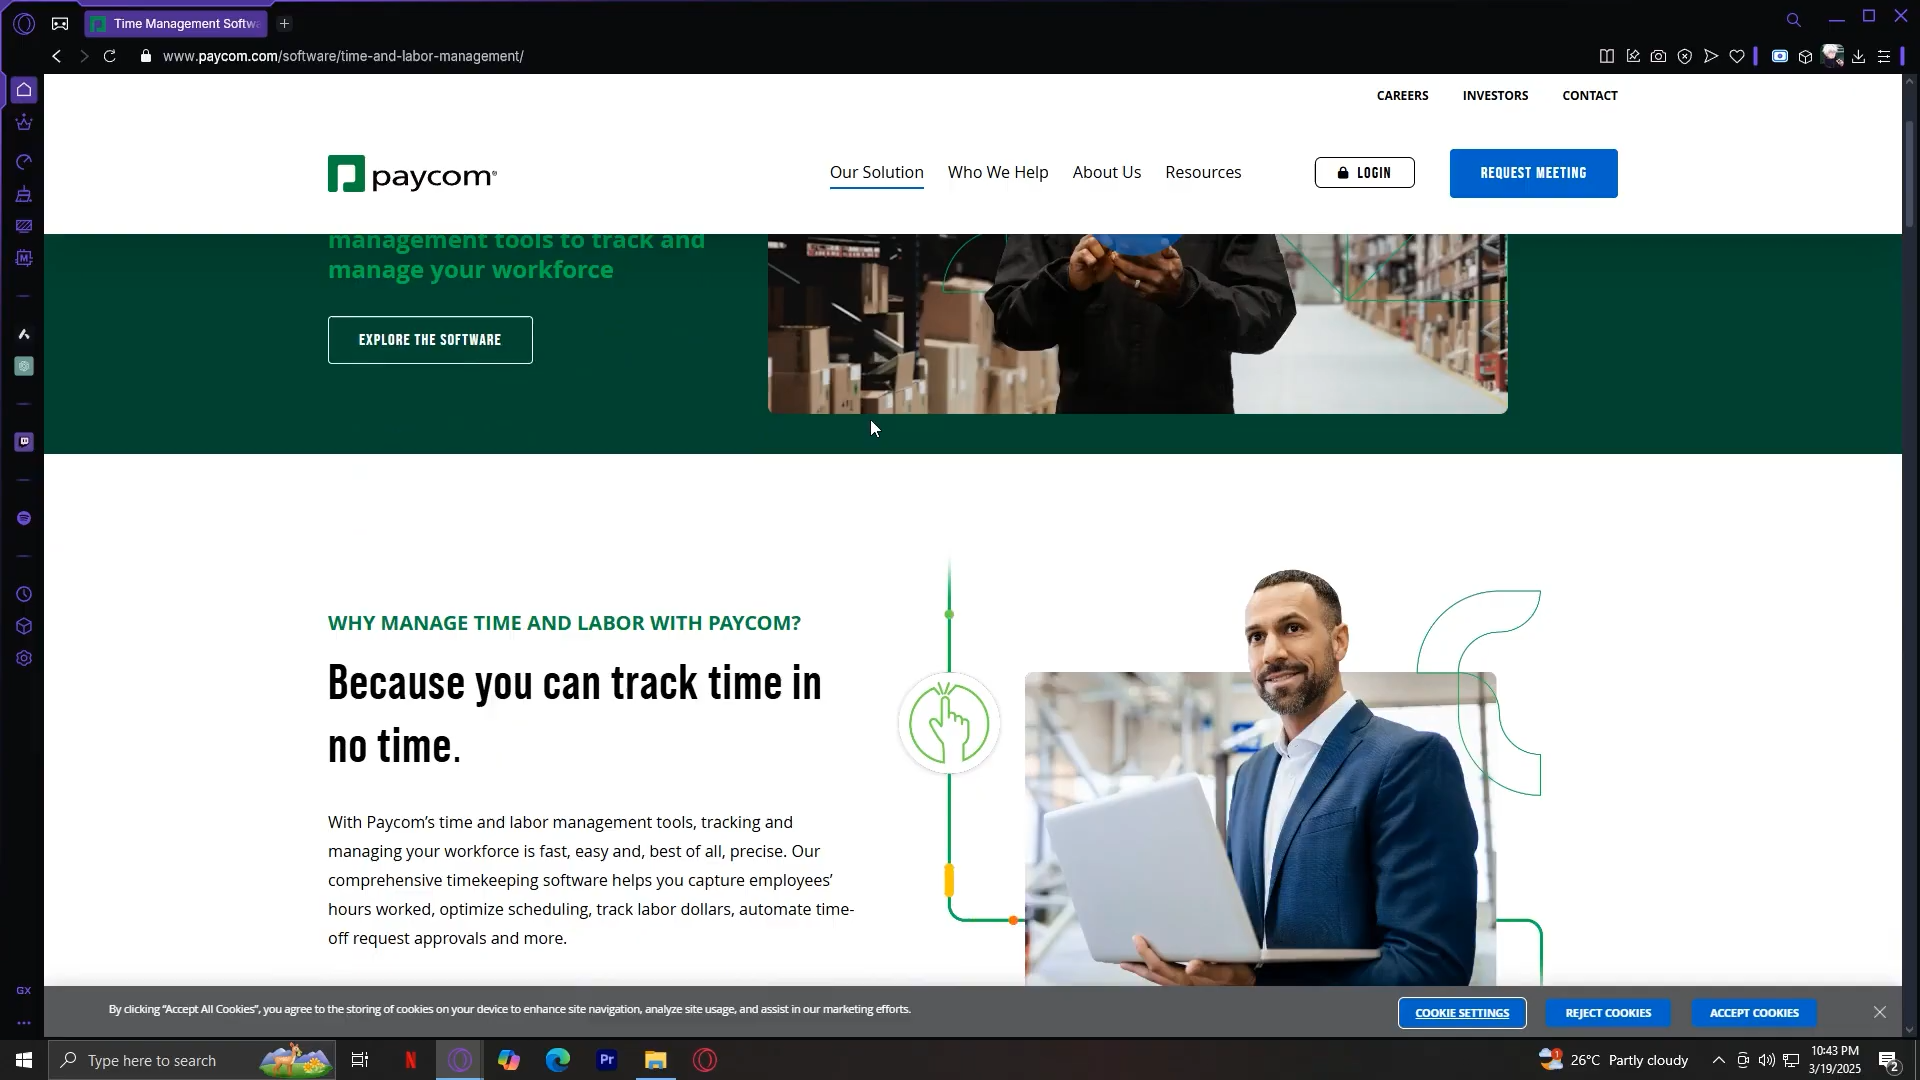 Time Management Softwa
www.paycom.com/software/time-and-labor-management/
CAREERS
INVESTORS
CONTACT
paycom
Our Solution
Who We Help
About Us
Resources
LOGIN
REQUEST MEETING
management tools to track and
manage your workforce
EXPLORE THE SOFTWARE
WHY MANAGE TIME AND LABOR WITH PAYCOM?
Because you can track time in
no time.
With Paycom’s time and labor management tools, tracking and
managing your workforce is fast, easy and, best of all, precise. Our
comprehensive timekeeping software helps you capture employees’
hours worked, optimize scheduling, track labor dollars, automate time-
off request approvals and more.
GX
By clicking “Accept All Cookies”, you agree to the storing of cookies on your device to enhance site navigation, analyze site usage, and assist in our marketing efforts.
COOKIE SETTINGS
REJECT COOKIES
ACCEPT COOKIES
Type here to search
N
Pr
1
26°C
Partly cloudy
10:43 PM
3/19/2025
2